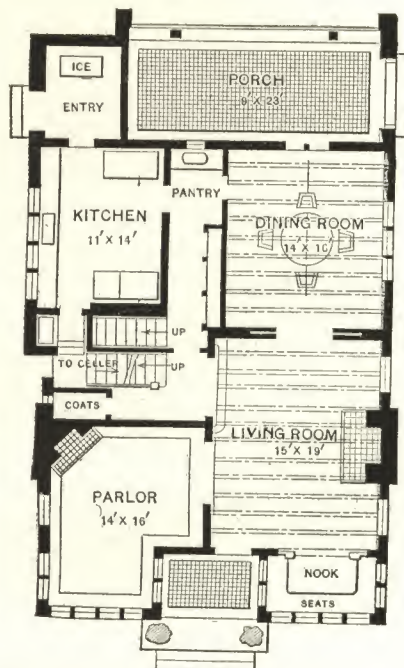 ICE
ENTRY
PORCH
9' X 23'
PANTRY
KITCHEN
11' X 14'
DINING ROOM
14' X 16'
UP
TO CELLER
UP
COATS
LIVING ROOM
15' X 19'
PARLOR
14' X 16'
NOOK
SEATS